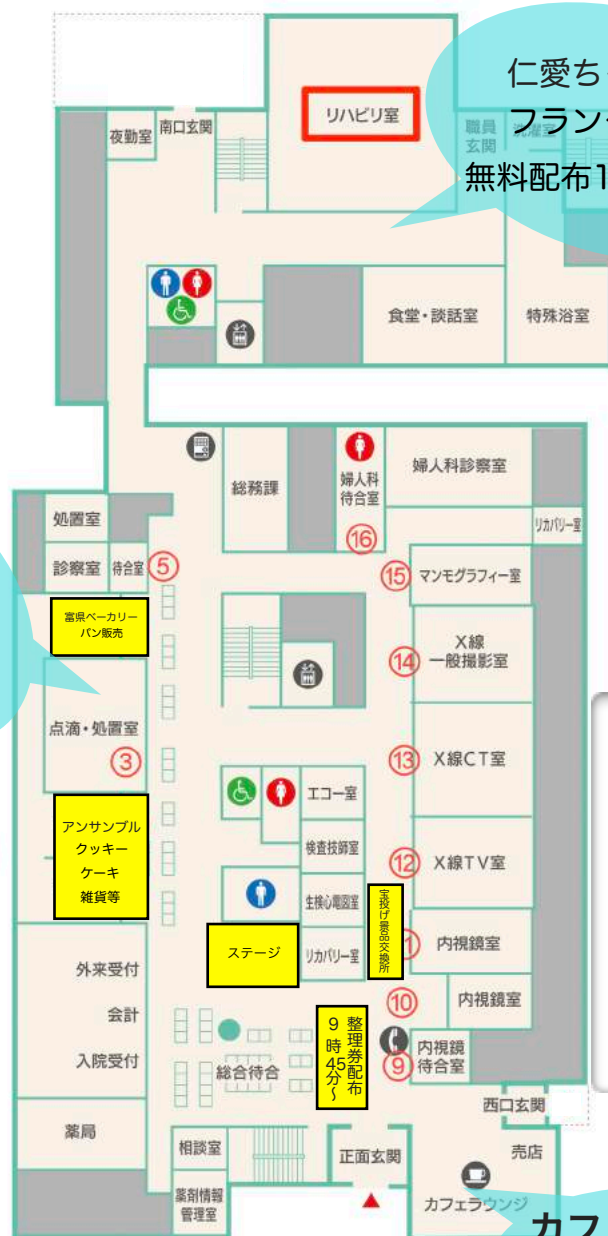 仁愛ち
フランク
無料配布1
リハビリ室
夜勤室
南口玄関
職員
玄関
洗濯室
食堂・談話室
特殊浴室
総務課
婦人科
待合室
婦人科診察室
⑯
リカバリー室
処置室
診察室
待合室
⑤
⑮
マンモグラフィー室
富県ベーカリー
パン販売
⑭
X線
一般撮影室
点滴・処置室
③
⑬
X線CT室
エコー室
検査技師室
⑫
X線TV室
アンサンブル
クッキー
ケーキ
雑貨等
生検心電図室
宝投げ景品交換所
ステージ
リカバリー室
内視鏡室
外来受付
会計
入院受付
⑩
内視鏡室
整理券配布
9時45分～
総合待合
⑨
内視鏡
待合室
西口玄関
薬局
相談室
正面玄関
売店
薬剤情報
管理室
カフェラウンジ
カフ